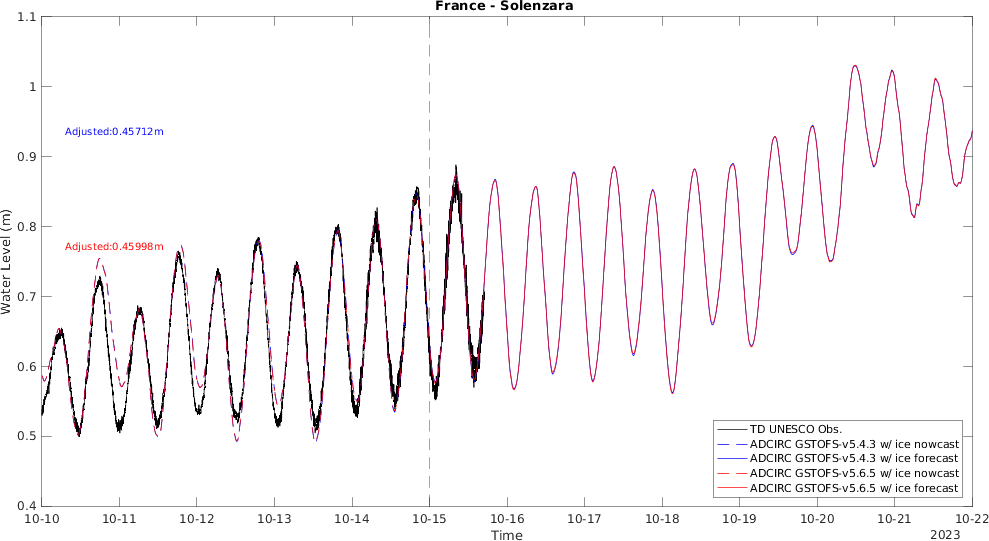 France - Solenzara
1.1
1
0.9
0.8
0.7
0.6
0.5
0.4
Water Level (m)
Adjusted:0.45712m
Adjusted:0.45998m
TD UNESCO Obs.
ADCIRC GSTOFS-v5.4.3 w/ ice nowcast
ADCIRC GSTOFS-v5.4.3 w/ ice forecast
ADCIRC GSTOFS-v5.6.5 w/ ice nowcast
ADCIRC GSTOFS-v5.6.5 w/ ice forecast
10-10 10-11 10-12 10-13 10-14 10-15 10-16 10-17 10-18 10-19 10-20 10-21 10-22
Time
2023